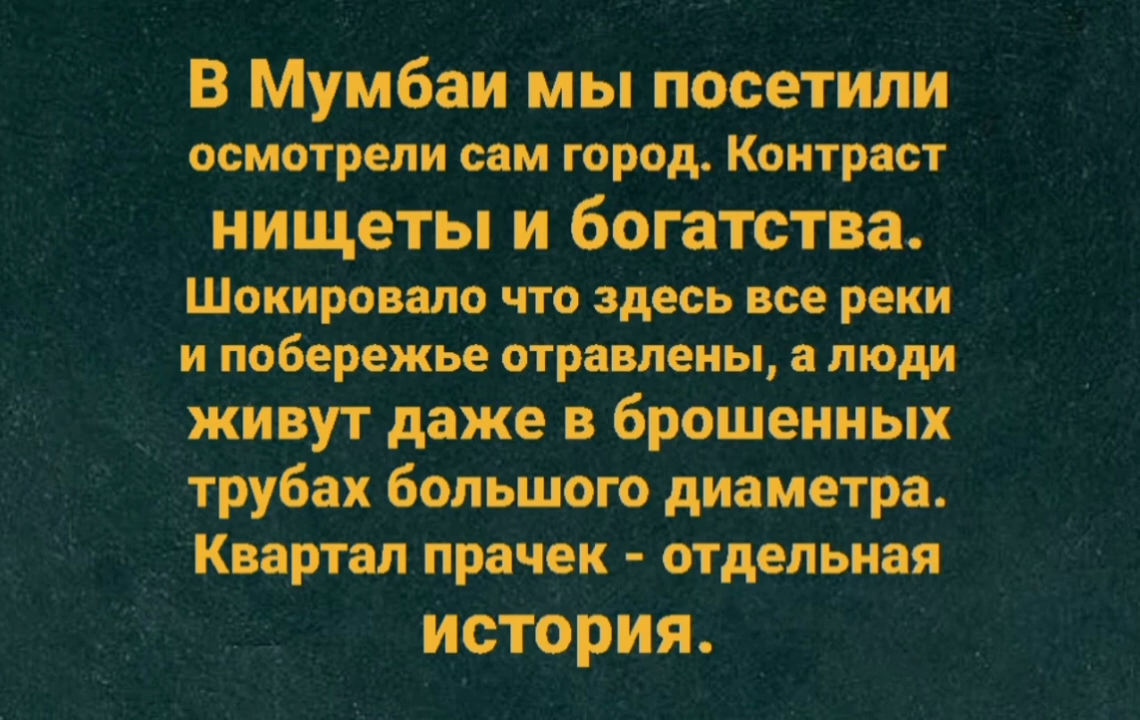 В Мумбаи мы посетили
осмотрели сам город. Контраст
нищеты и богатства.
Шокировало что здесь все реки
и побережье отравлены, а люди
живут даже в брошенных
трубах большого диаметра.
Квартал прачек - отдельная
история.